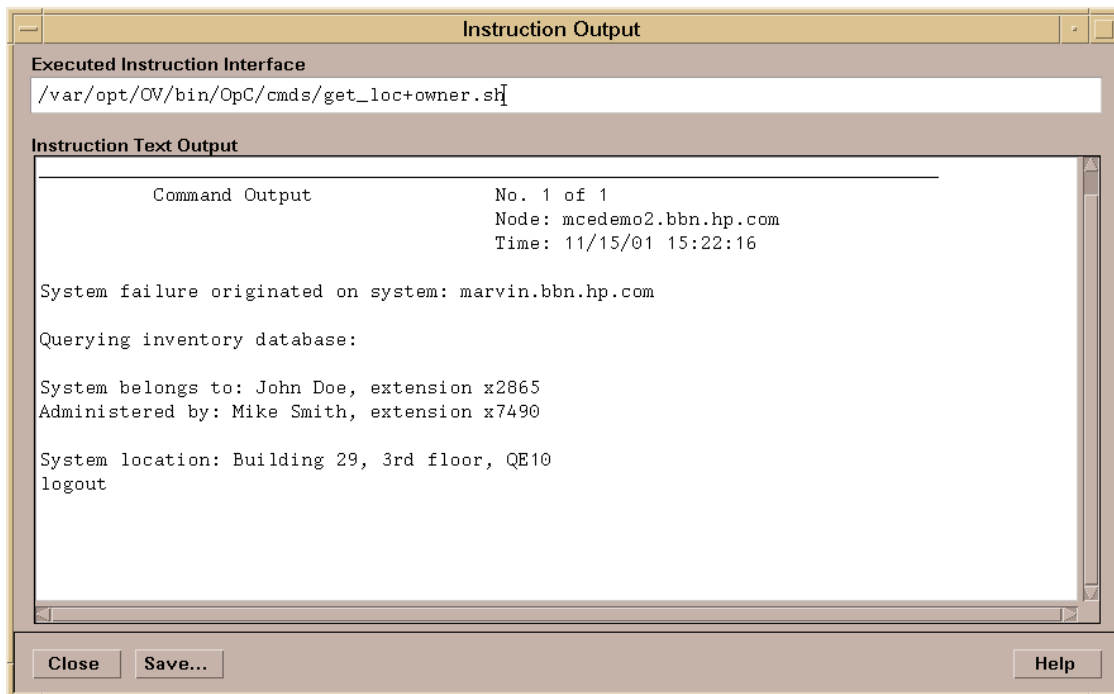 Instruction Output
Executed Instruction Interface
/var/opt/OV/bin/OpC/cmds/get_loc+owner.sh
Instruction Text Output
Command Output No. 1 of 1
Node: mcedemo2.bbn.hp.com
Time: 11/15/01 15:22:16
System failure originated on system: marvin.bbn.hp.com
Querying inventory database:
System belongs to: John Doe, extension x2865
Administered by: Mike Smith, extension x7490
System location: Building 29, 3rd floor, QE10
logout
Close Save... Help